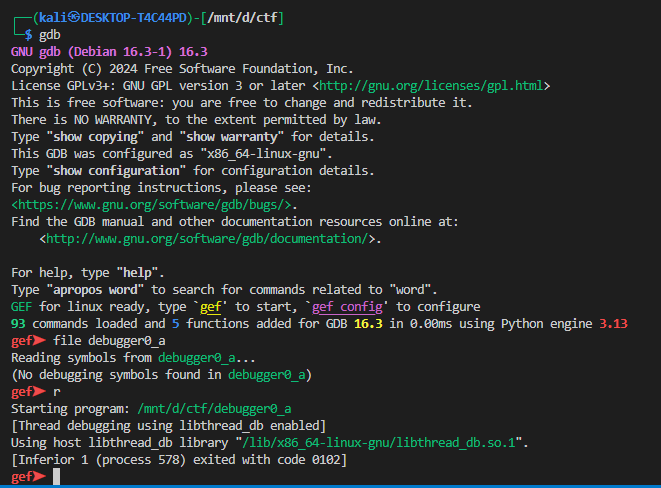 ┌──(kali㉿DESKTOP-T4C44PD)-[/mnt/d/ctf]
└─$ gdb
GNU gdb (Debian 16.3-1) 16.3
Copyright (C) 2024 Free Software Foundation, Inc.
License GPLv3+: GNU GPL version 3 or later <http://gnu.org/licenses/gpl.html>
This is free software: you are free to change and redistribute it.
There is NO WARRANTY, to the extent permitted by law.
Type "show copying" and "show warranty" for details.
This GDB was configured as "x86_64-linux-gnu".
Type "show configuration" for configuration details.
For bug reporting instructions, please see:
<https://www.gnu.org/software/gdb/bugs/>.
Find the GDB manual and other documentation resources online at:
    <http://www.gnu.org/software/gdb/documentation/>.

For help, type "help".
Type "apropos word" to search for commands related to "word".
GEF for linux ready, type `gef' to start, `gef config' to configure
93 commands loaded and 5 functions added for GDB 16.3 in 0.00ms using Python engine 3.13
gef➤ file debugger0_a
Reading symbols from debugger0_a...
(No debugging symbols found in debugger0_a)
gef➤ r
Starting program: /mnt/d/ctf/debugger0_a
[Thread debugging using libthread_db enabled]
Using host libthread_db library "/lib/x86_64-linux-gnu/libthread_db.so.1".
[Inferior 1 (process 578) exited with code 0102]
gef➤